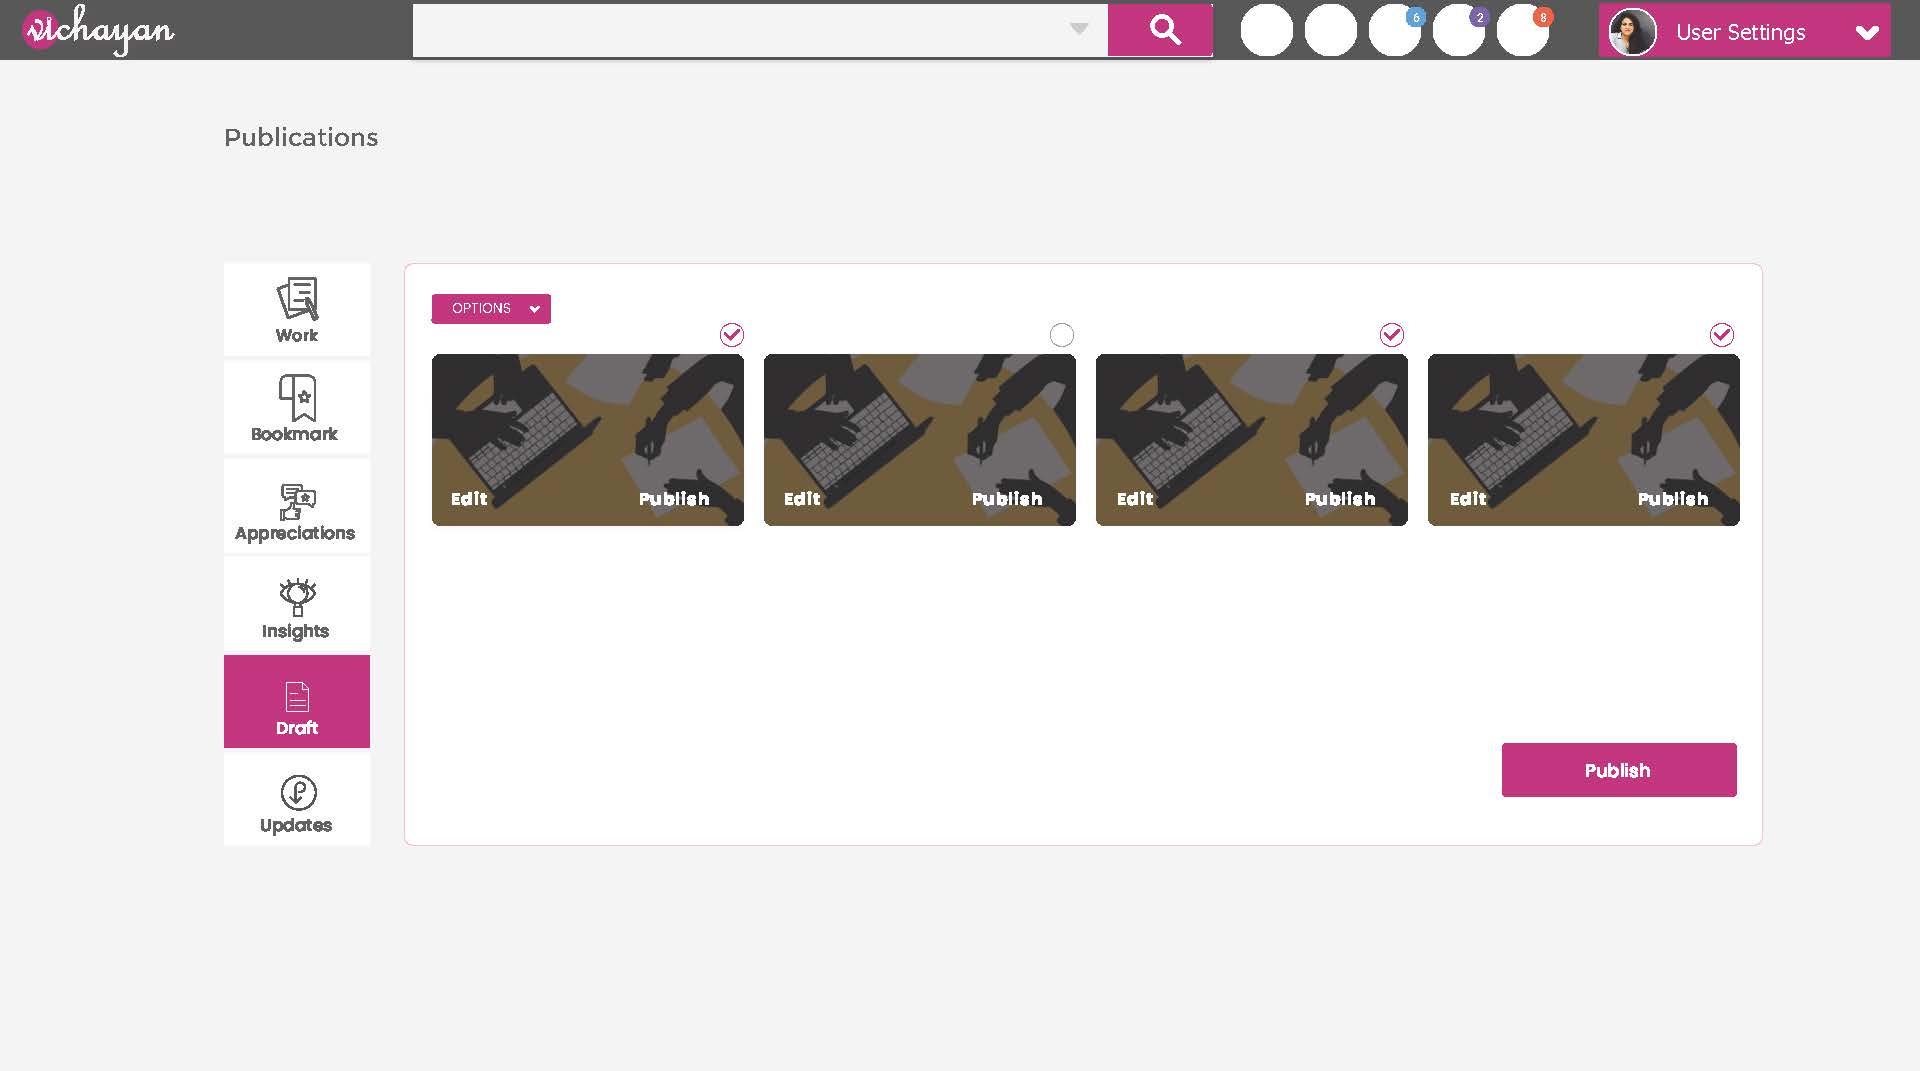 vichayan
6
2
8
User Settings
Publications
Work
Bookmark
Appreciations
Insights
Draft
Updates
OPTIONS
Edit Publish
Edit Publish
Edit Publish
Edit Publish
Publish